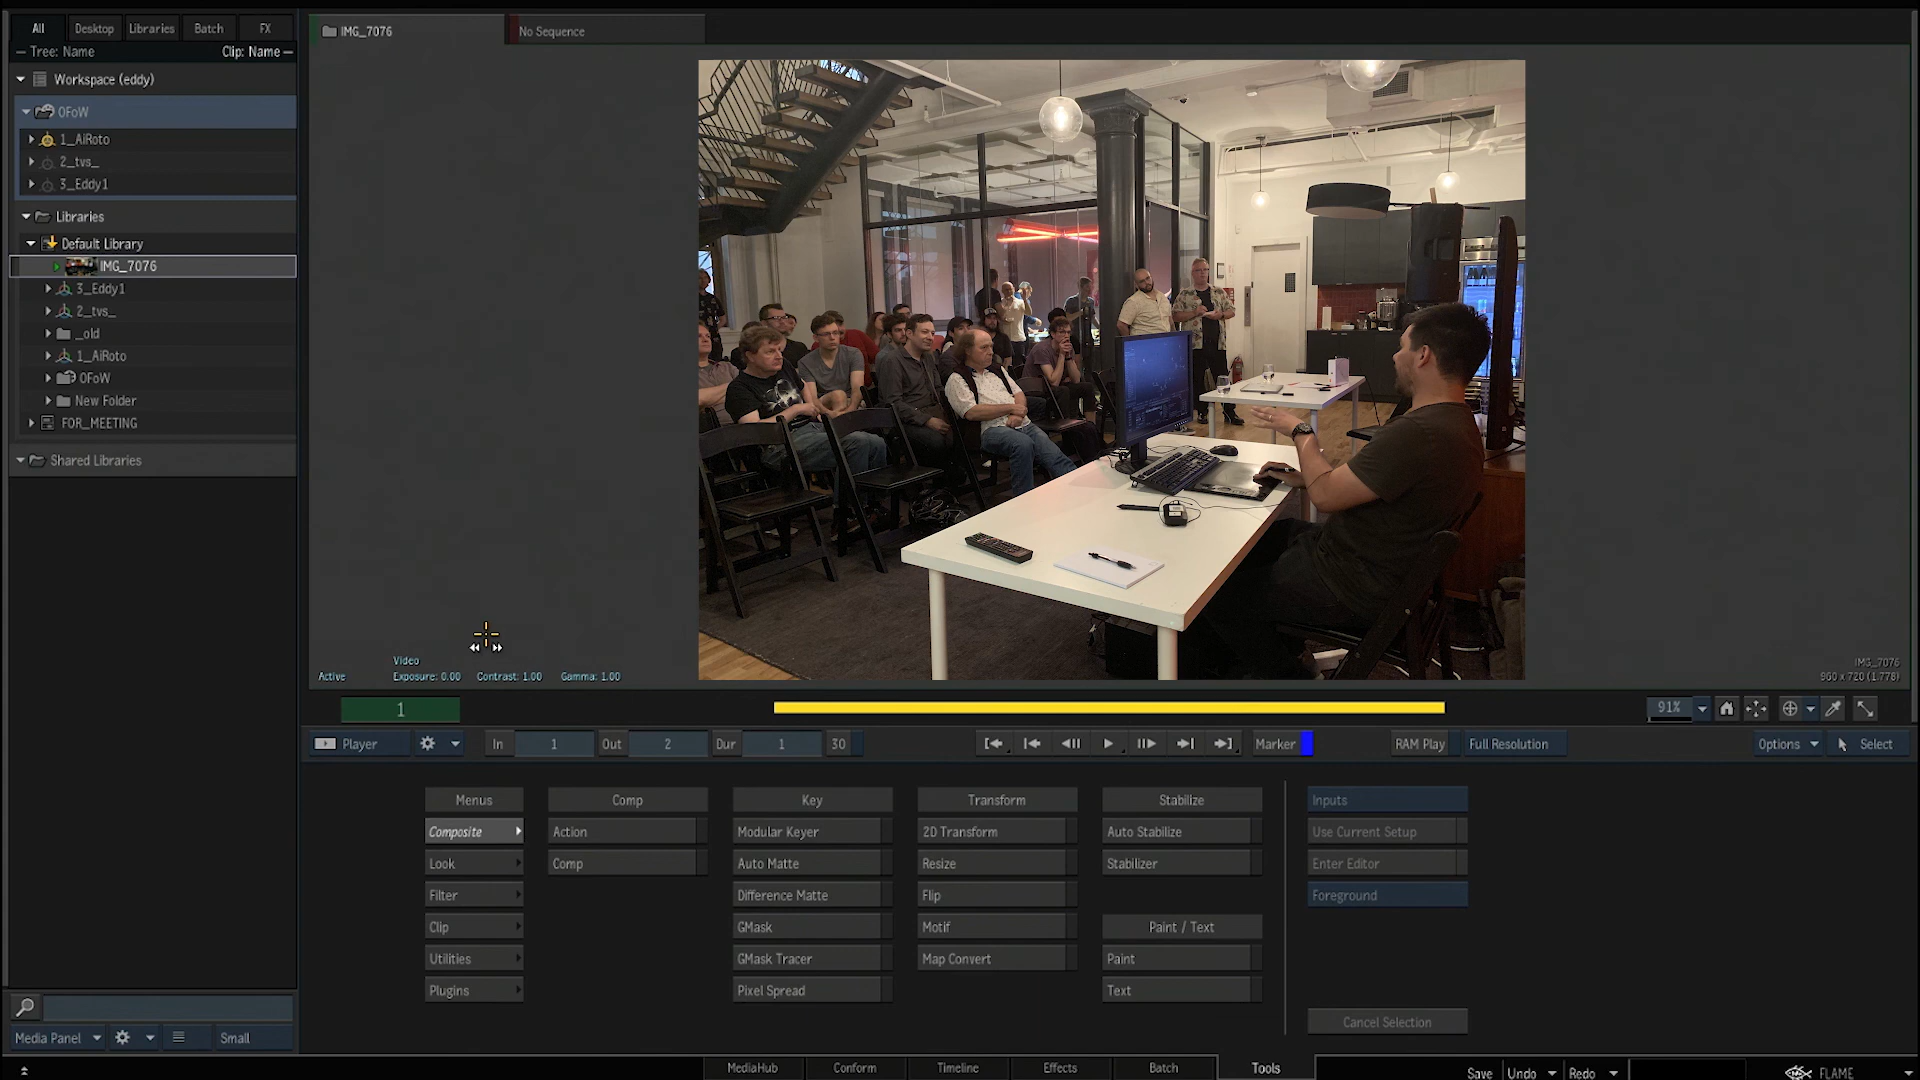 All Desktop Libraries Batch FX
Tree: Name Clip: Name
Workspace (eddy)
OFoW
1_AiRoto
2_tvs_
3_Eddy1
Libraries
Default Library
IMG_7076
3_Eddy1
2_tvs_
_old
1_AiRoto
OFoW
New Folder
FOR_MEETING
Shared Libraries
Media Panel Small
IMG_7076 No Sequence
Video
Active Exposure: 0.00 Contrast: 1.00 Gamma: 1.00
IMG_7076
960 x 720 (1.778)
1 91%
Player In 1 Out 2 Dur 1 30 Marker RAM Play Full Resolution Options Select
Menus Comp Key Transform Stabilize Inputs
Composite Action Modular Keyer 2D Transform Auto Stabilize Use Current Setup
Look Comp Auto Matte Resize Stabilizer Enter Editor
Filter Difference Matte Flip Foreground
Clip GMask Motif Paint / Text
Utilities GMask Tracer Map Convert Paint
Plugins Pixel Spread Text
Cancel Selection
MediaHub Conform Timeline Effects Batch Tools Save Undo Redo FLAME